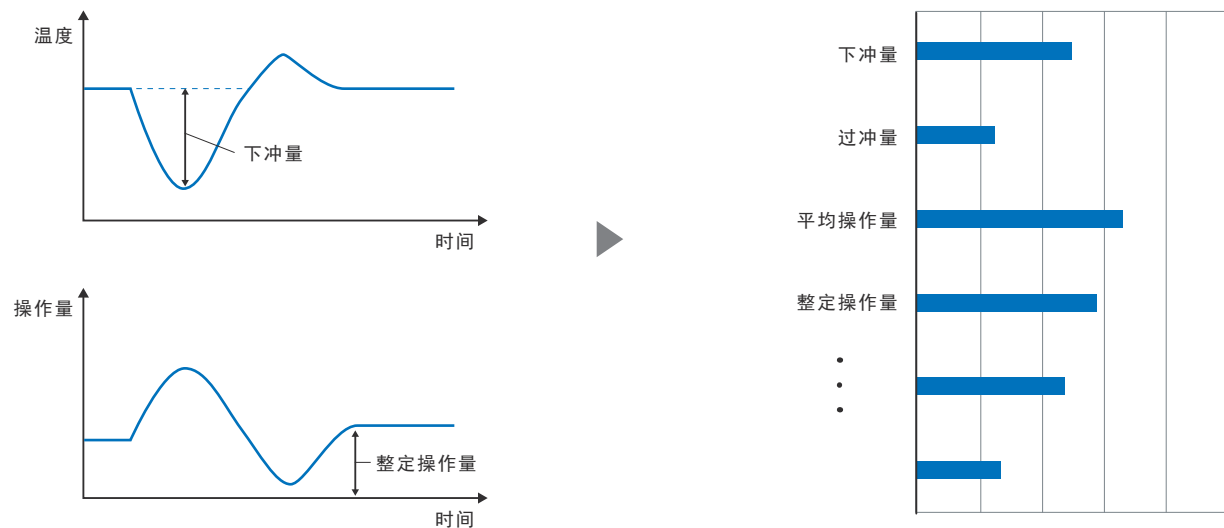 温度
下冲量
时间
操作量
整定操作量
时间
下冲量
过冲量
平均操作量
整定操作量